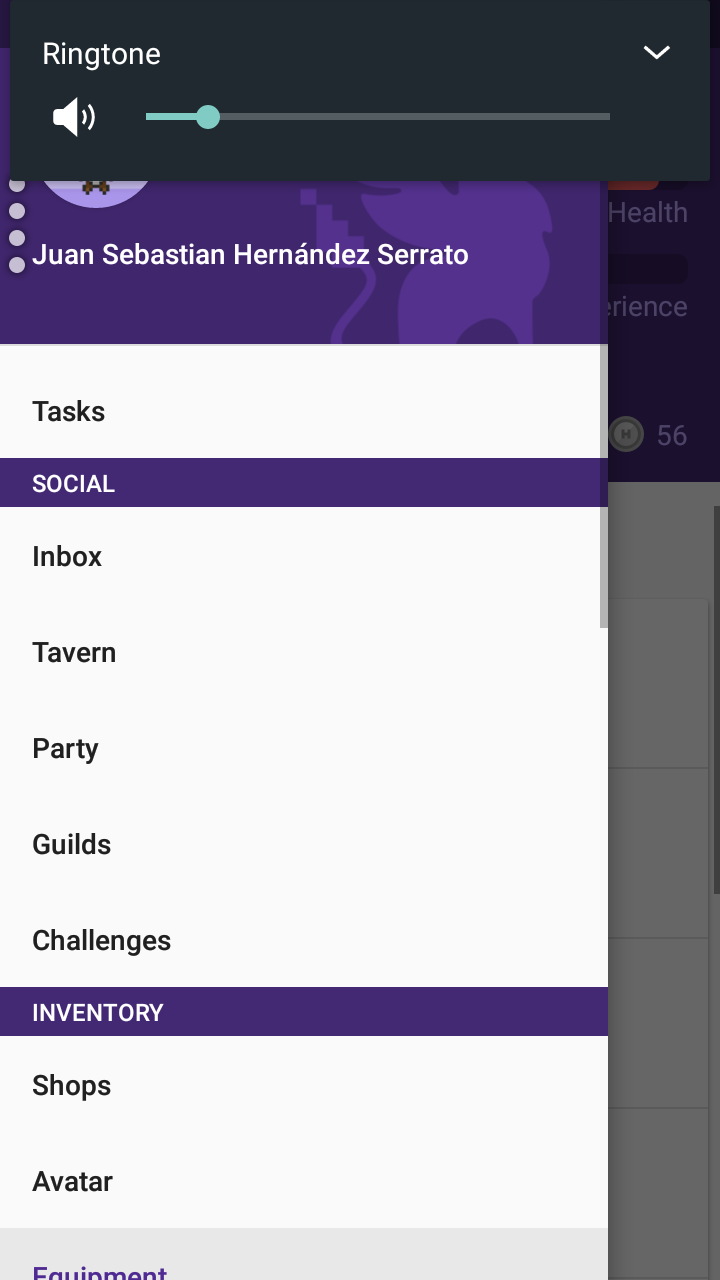 Ringtone
Health
Juan Sebastian Hernández Serrato
erience
56
Tasks
SOCIAL
Inbox
Tavern
Party
Guilds
Challenges
INVENTORY
Shops
Avatar
Equipment